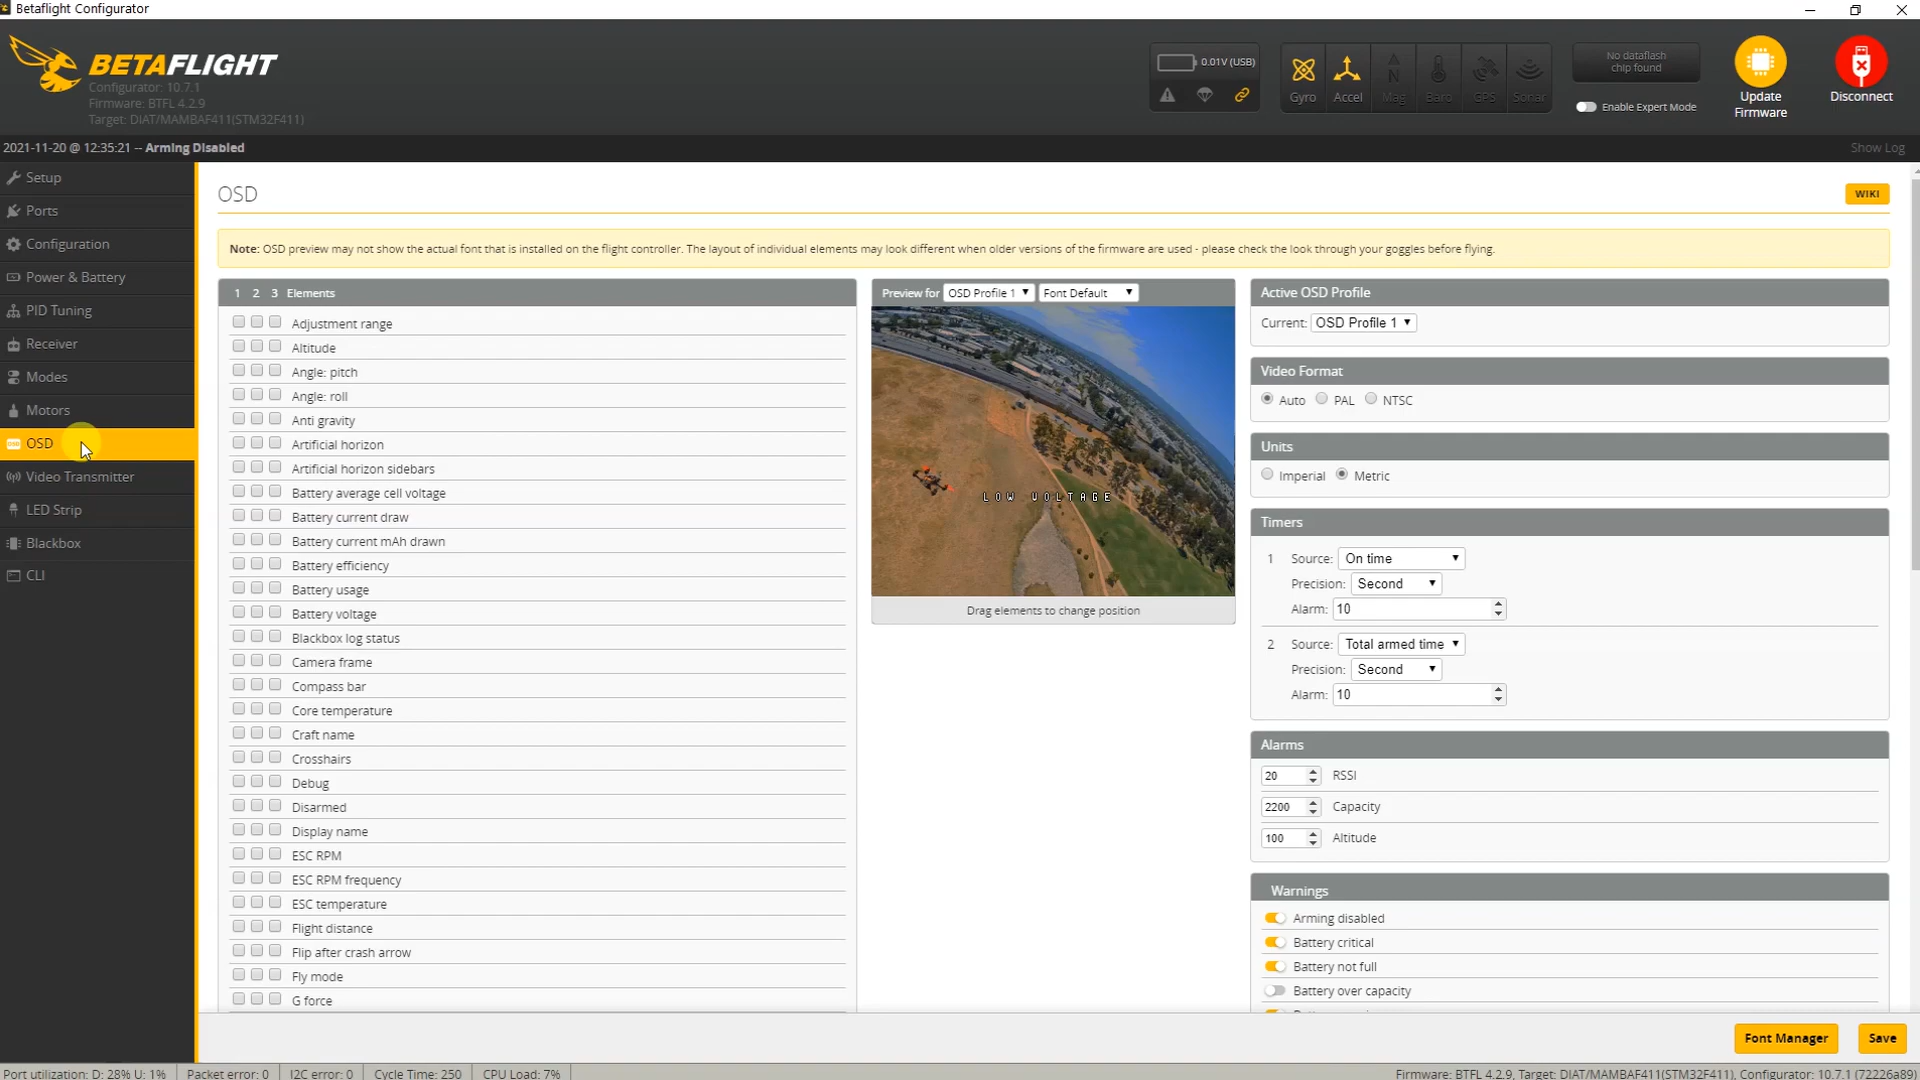 Betaflight Configurator
BETAFLIGHT
Configurator: 10.7.1
Firmware: BTFL 4.2.9
Target: DIAT/MAMBAF411(STM32F411)
0.01V (USB)
Gyro
Accel
Mag
Baro
GPS
Sonar
No dataflash
chip found
Enable Expert Mode
Update
Firmware
Disconnect
2021-11-20 @ 12:35:21 -- Arming Disabled
Show Log
Setup
Ports
Configuration
Power & Battery
PID Tuning
Receiver
Modes
Motors
OSD
Video Transmitter
LED Strip
Blackbox
CLI
OSD
WIKI
Note: OSD preview may not show the actual font that is installed on the flight controller. The layout of individual elements may look different when older versions of the firmware are used - please check the look through your goggles before flying.
1 2 3 Elements
Adjustment range
Altitude
Angle: pitch
Angle: roll
Anti gravity
Artificial horizon
Artificial horizon sidebars
Battery average cell voltage
Battery current draw
Battery current mAh drawn
Battery efficiency
Battery usage
Battery voltage
Blackbox log status
Camera frame
Compass bar
Core temperature
Craft name
Crosshairs
Debug
Disarmed
Display name
ESC RPM
ESC RPM frequency
ESC temperature
Flight distance
Flip after crash arrow
Fly mode
G force
Preview for OSD Profile 1 Font Default
LOW VOLTAGE
Drag elements to change position
Active OSD Profile
Current: OSD Profile 1
Video Format
Auto PAL NTSC
Units
Imperial Metric
Timers
1 Source: On time
Precision: Second
Alarm: 10
2 Source: Total armed time
Precision: Second
Alarm: 10
Alarms
20 RSSI
2200 Capacity
100 Altitude
Warnings
Arming disabled
Battery critical
Battery not full
Battery over capacity
Font Manager
Save
Port utilization: D: 28% U: 1% Packet error: 0 I2C error: 0 Cycle Time: 250 CPU Load: 7% Firmware: BTFL 4.2.9, Target: DIAT/MAMBAF411(STM32F411), Configurator: 10.7.1 (72226a89)